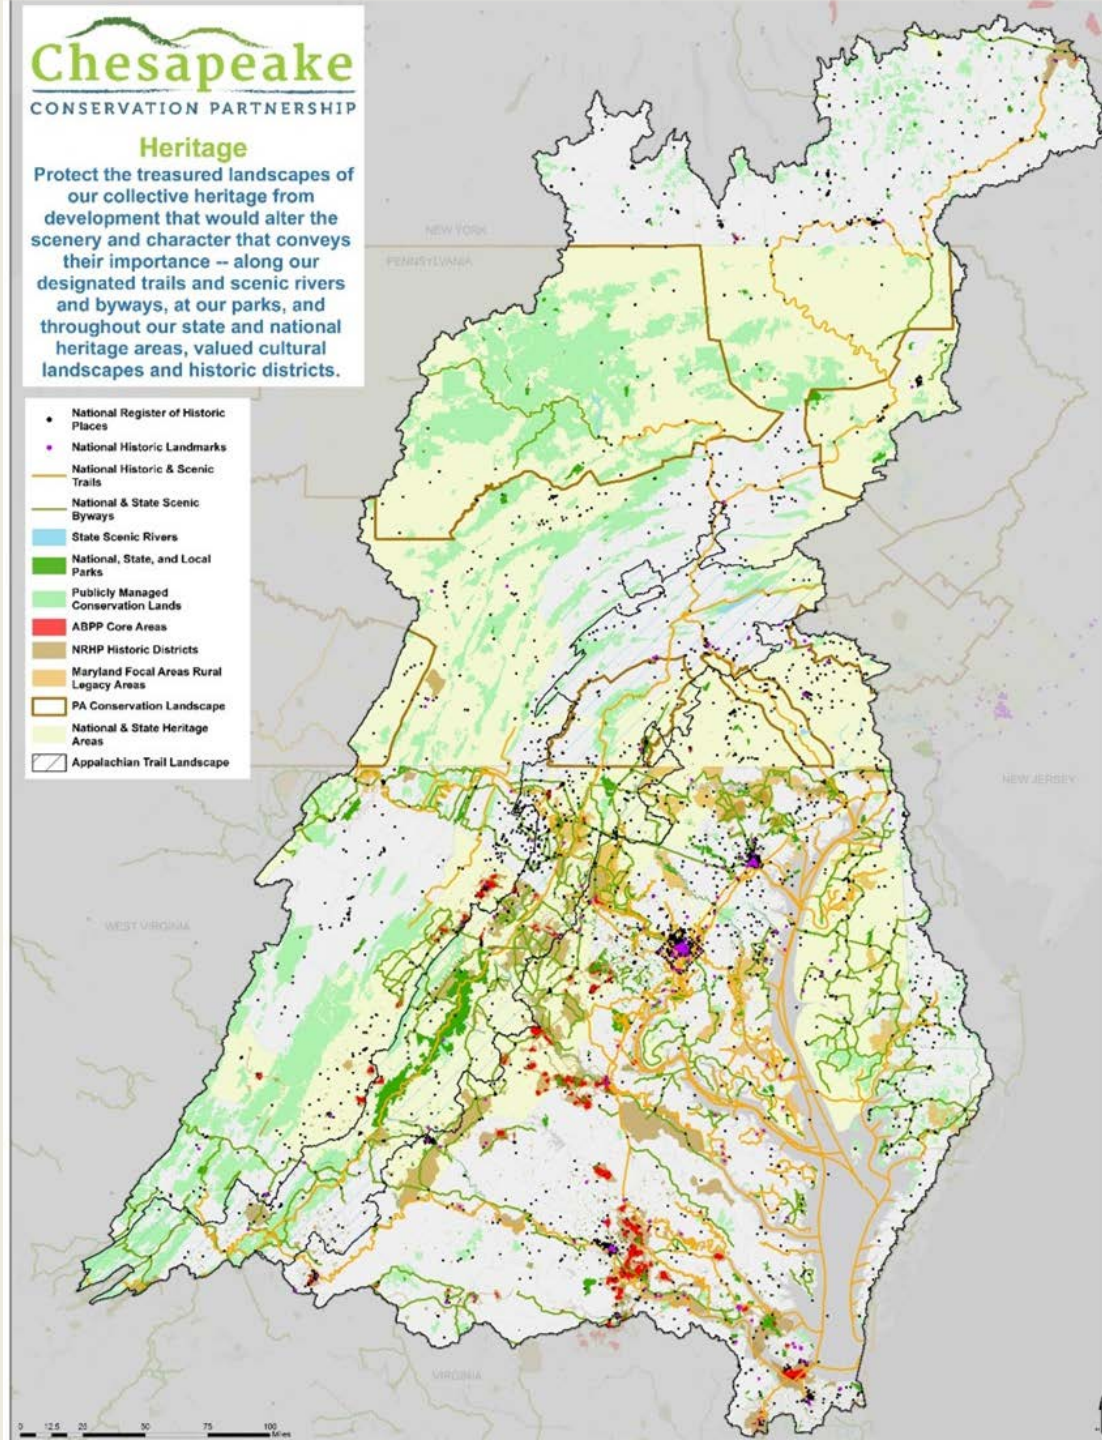 Chesapeake
CONSERVATION PARTNERSHIP
Heritage
Protect the treasured landscapes of
our collective heritage from
development that would alter the
scenery and character that conveys
their importance -- along our
designated trails and scenic rivers
and byways, at our parks, and
throughout our state and national
heritage areas, valued cultural
landscapes and historic districts.
National Register of Historic
Places
National Historic Landmarks
National Historic & Scenic
Trails
National & State Scenic
Byways
State Scenic Rivers
National, State, and Local
Parks
Publicly Managed
Conservation Lands
ABPP Core Areas
NRHP Historic Districts
Maryland Focal Areas Rural
Legacy Areas
PA Conservation Landscape
National & State Heritage
Areas
Appalachian Trail Landscape
NEW YORK
PENNSYLVANIA
NEW JERSEY
WEST VIRGINIA
VIRGINIA
0 12.5 25 50 75 100
Miles